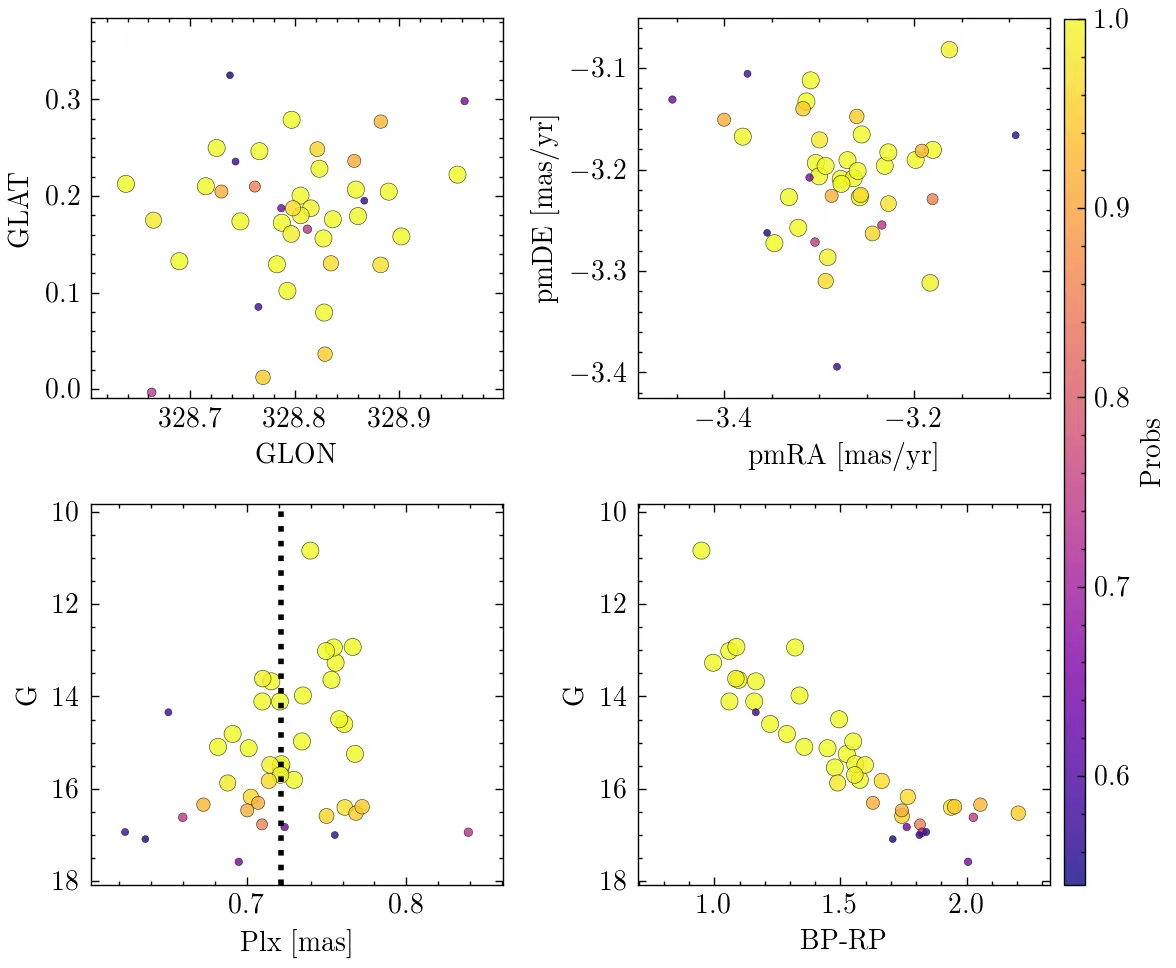 GLAT
0.3
0.2
0.1
0.0
328.7 328.8 328.9
GLON
pmDE [mas/yr]
−3.1
−3.2
−3.3
−3.4
−3.4 −3.2
pmRA [mas/yr]
1.0
0.9
0.8
0.7
0.6
Probs
G
10
12
14
16
18
0.7 0.8
Plx [mas]
G
10
12
14
16
18
1.0 1.5 2.0
BP-RP